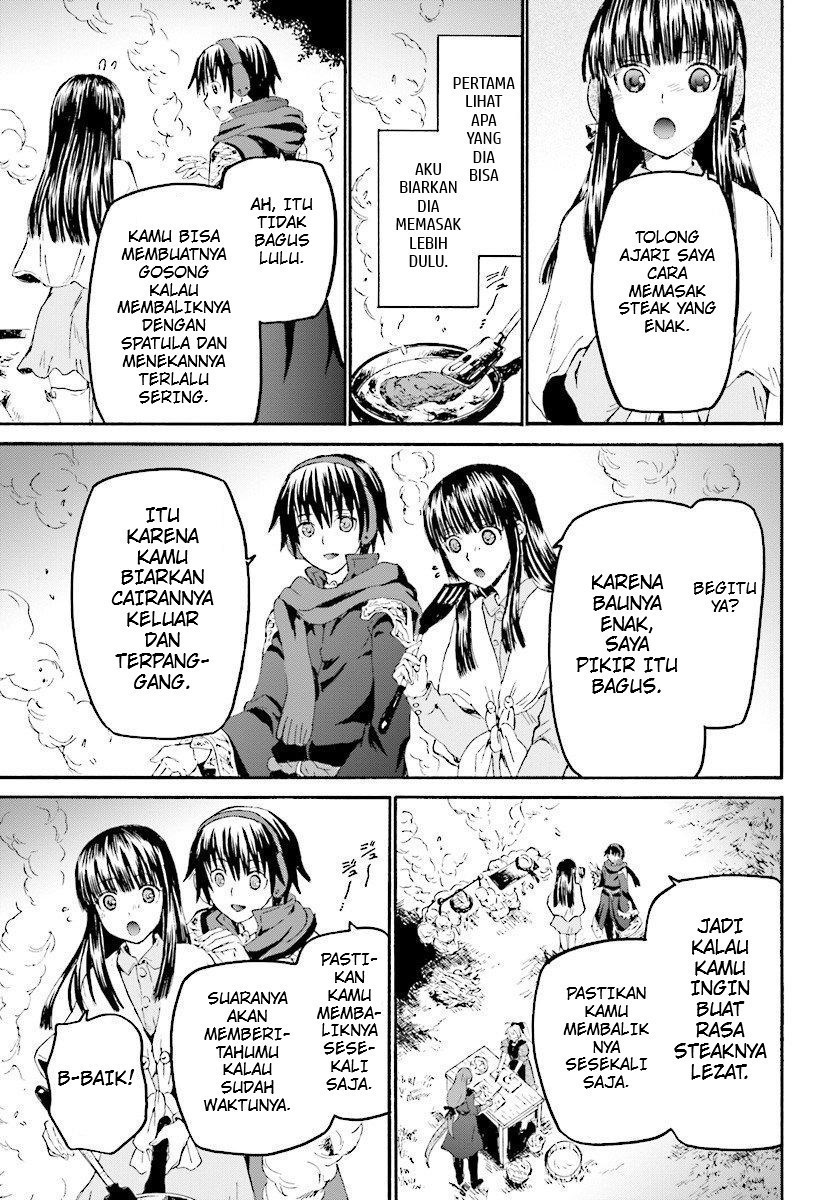 TOLONG
AJARI SAYA
CARA
MEMASAK
STEAK YANG
ENAK.
PERTAMA
LIHAT
APA
YANG
DIA
BISA
AKU
BIARKAN
DIA
MEMASAK
LEBIH
DULU.
AH, ITU
TIDAK
BAGUS
LULU.
KAMU BISA
MEMBUATNYA
GOSONG
KALAU
MEMBALIKNYA
DENGAN
SPATULA DAN
MENEKANNYA
TERLALU
SERING.
BEGITU
YA?
KARENA
BAUNYA
ENAK,
SAYA
PIKIR ITU
BAGUS.
ITU
KARENA
KAMU
BIARKAN
CAIRANNYA
KELUAR
DAN
TERPANG-
GANG.
JADI
KALAU
KAMU
INGIN
BUAT
RASA
STEAKNYA
LEZAT.
PASTIKAN
KAMU
MEMBALIK
NYA
SESEKALI
SAJA.
PASTI-
KAN
KAMU
MEMBA-
LIKNYA
SESE-
KALI
SAJA.
SUARANYA
AKAN
MEMBERI-
TAHUMU
KALAU
SUDAH
WAKTUNYA.
B-BAIK!